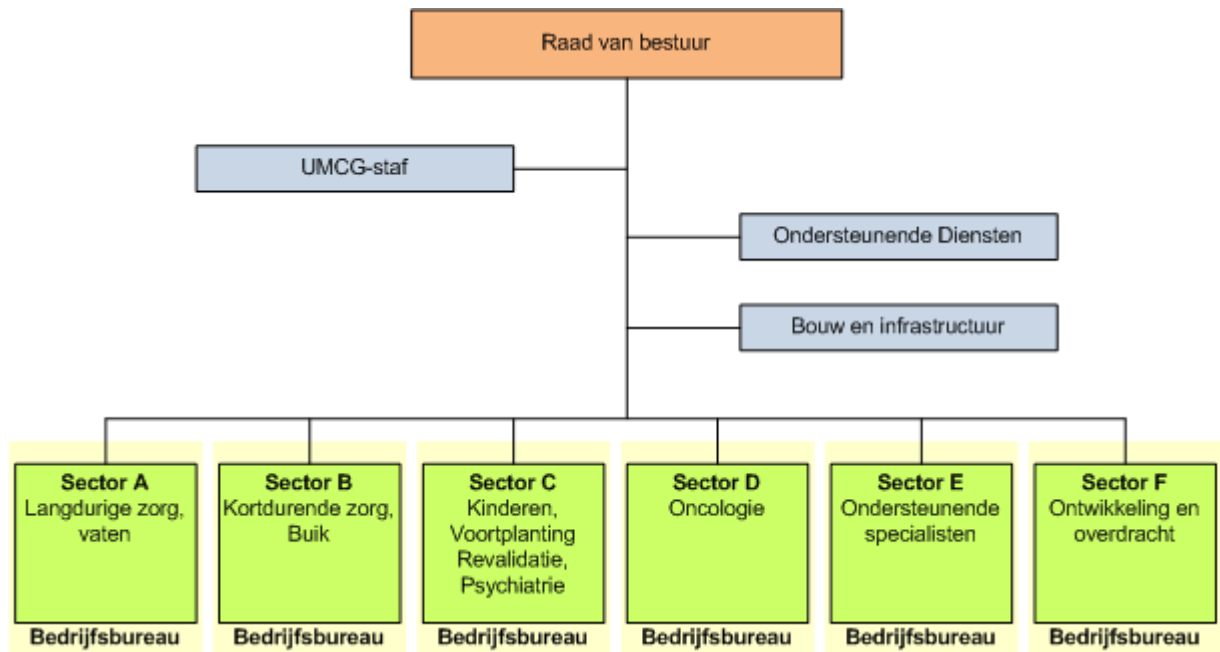 Raad van bestuur
UMCG-staf
Ondersteunende Diensten
Bouw en infrastructuur
Sector A
Langdurige zorg,
vaten
Bedrijfsbureau
Sector B
Kortdurende zorg,
Buik
Bedrijfsbureau
Sector C
Kinderen,
Voortplanting
Revalidatie,
Psychiatrie
Bedrijfsbureau
Sector D
Oncologie
Bedrijfsbureau
Sector E
Ondersteunende
specialisten
Bedrijfsbureau
Sector F
Ontwikkeling en
overdracht
Bedrijfsbureau